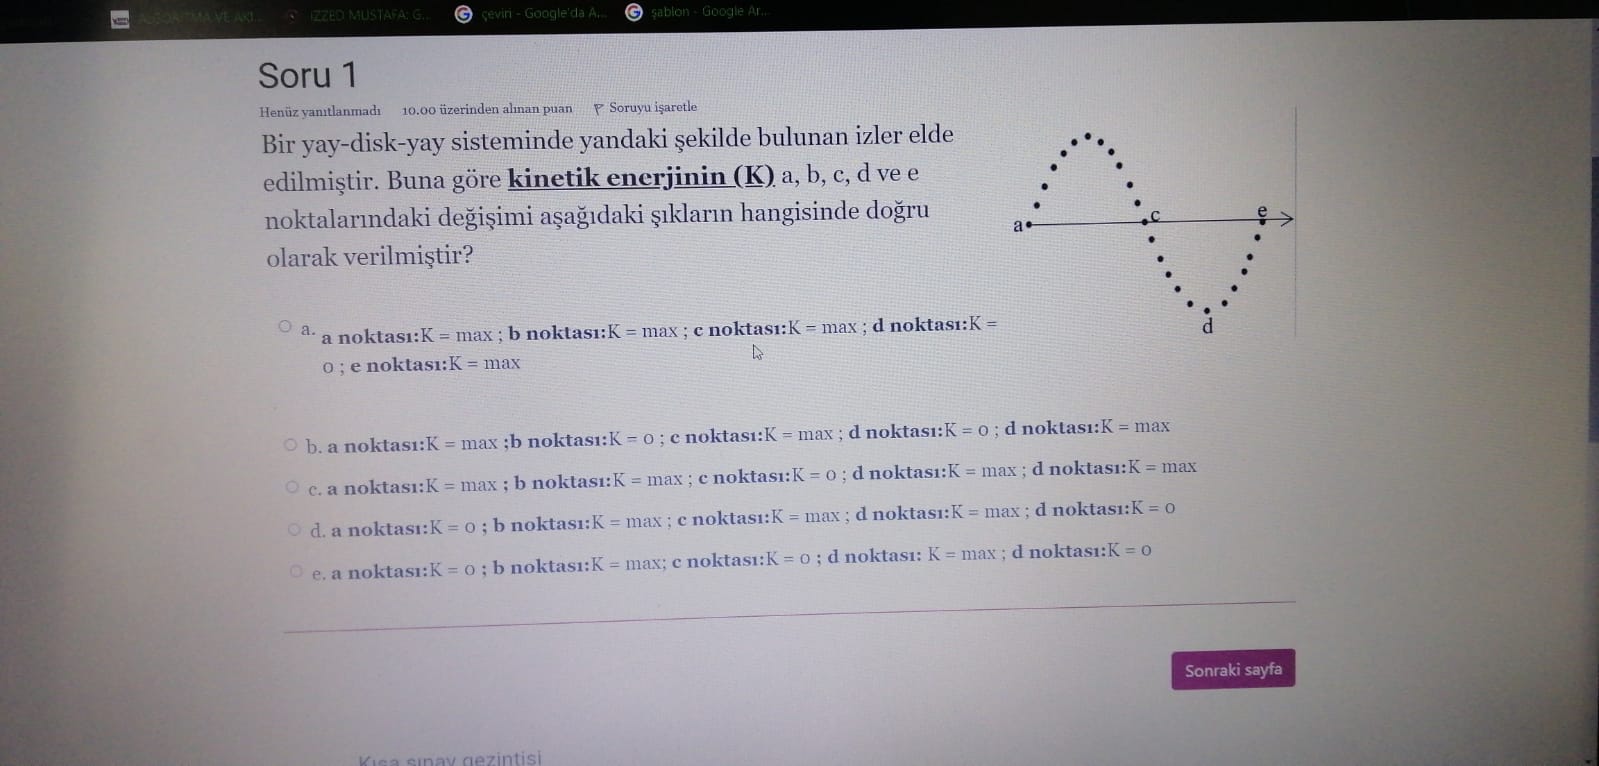 ALGORİTMA VE AKI...
IZZED MUSTAFA: G...
çeviri - Google'da A...
şablon - Google Ar...
Soru 1
Henüz yanıtlanmadı 10.00 üzerinden alınan puan Soruyu işaretle
Bir yay-disk-yay sisteminde yandaki şekilde bulunan izler elde
edilmiştir. Buna göre kinetik enerjinin (K) a, b, c, d ve e
noktalarındaki değişimi aşağıdaki şıkların hangisinde doğru
olarak verilmiştir?
a
c
e
d
a. a noktası:K = max ; b noktası:K = max ; c noktası:K = max ; d noktası:K =
0 ; e noktası:K = max
b. a noktası:K = max ;b noktası:K = 0 ; c noktası:K = max ; d noktası:K = 0 ; d noktası:K = max
c. a noktası:K = max ; b noktası:K = max ; c noktası:K = 0 ; d noktası:K = max ; d noktası:K = max
d. a noktası:K = 0 ; b noktası:K = max ; c noktası:K = max ; d noktası:K = max ; d noktası:K = 0
e. a noktası:K = 0 ; b noktası:K = max; c noktası:K = 0 ; d noktası: K = max ; d noktası:K = 0
Sonraki sayfa
Kısa sınav gezintisi